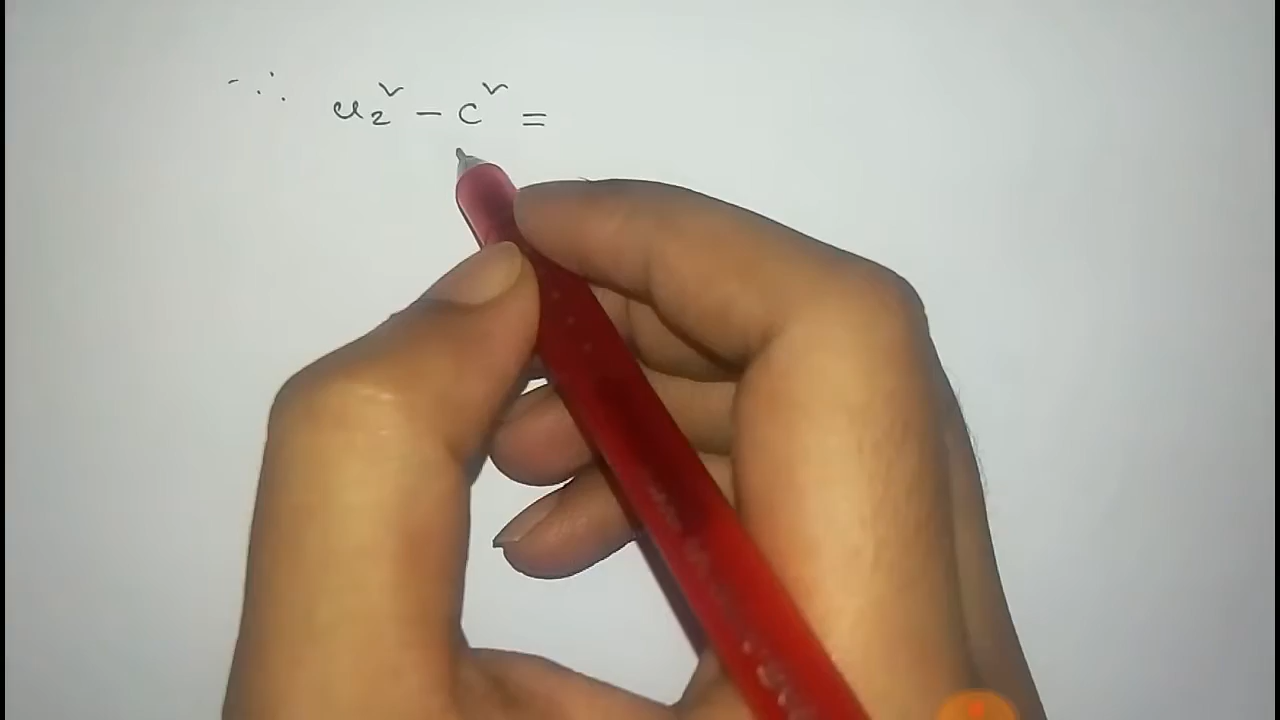 ∴ u₂ᵛ - cᵛ =